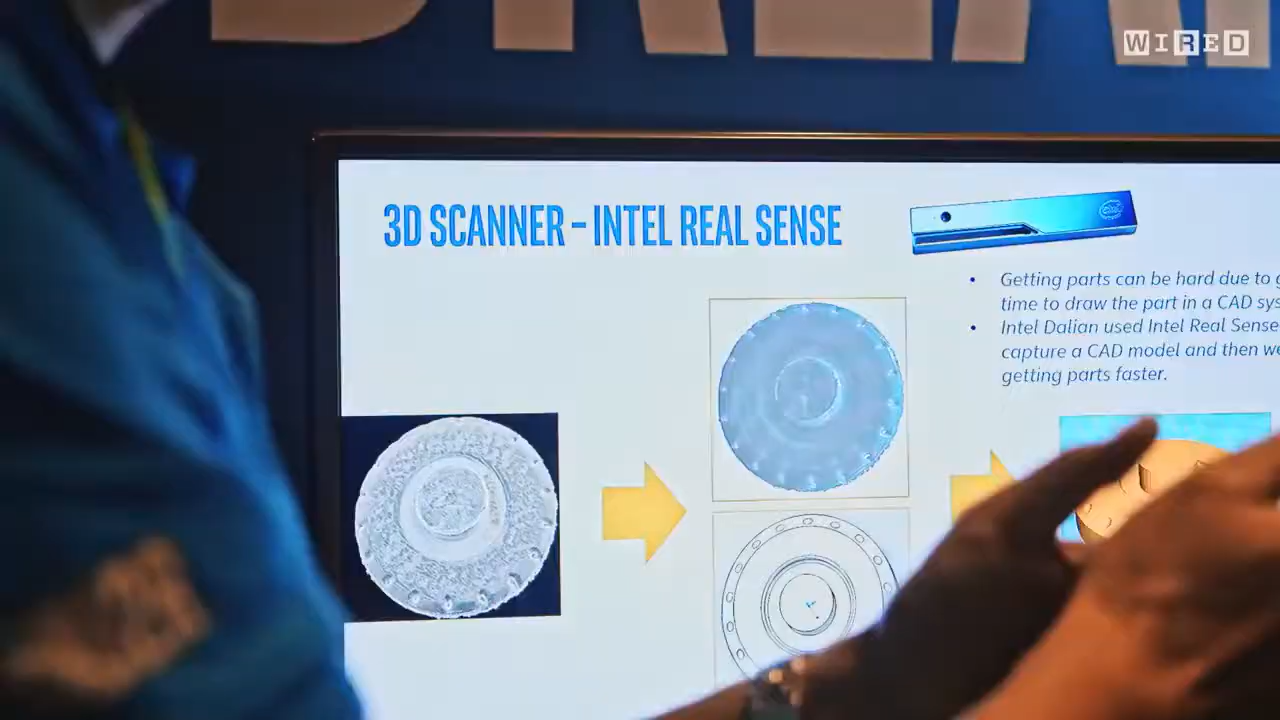 WIRED
3D SCANNER – INTEL REAL SENSE
intel
• Getting parts can be hard due to
time to draw the part in a CAD
• Intel Dalian used Intel Real Sense
capture a CAD model and then
getting parts faster.